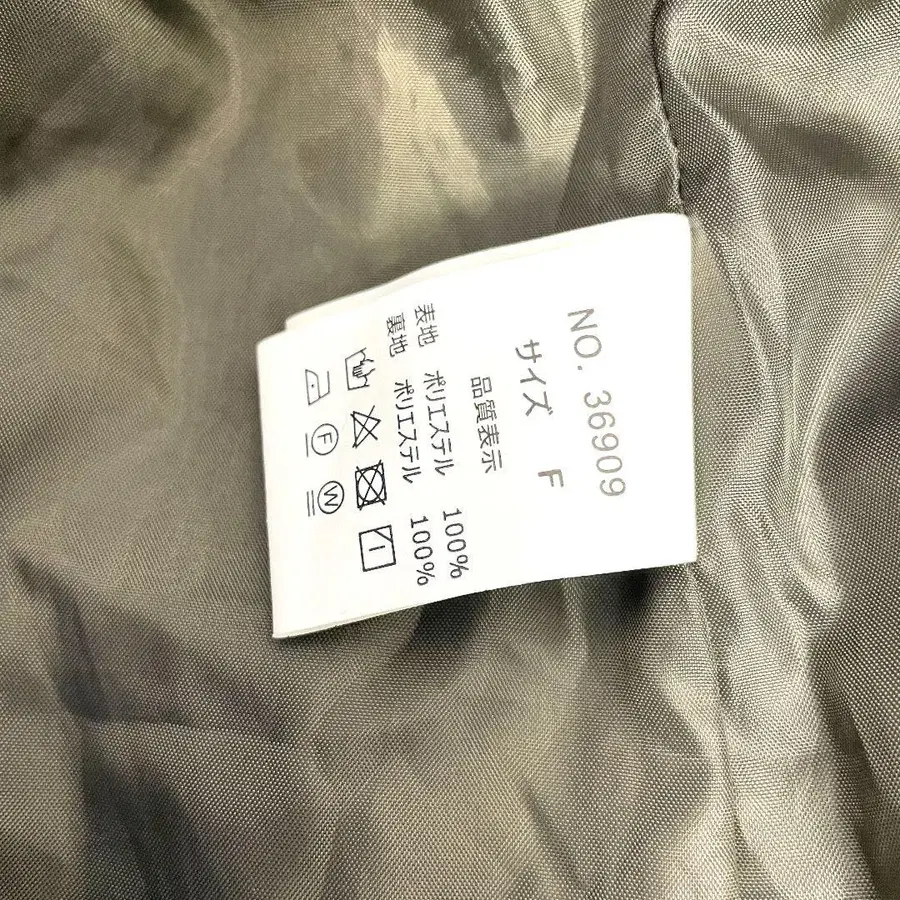 NO. 36909
サイズ F
品質表示
表地 ポリエステル 100%
裏地 ポリエステル 100%
F W